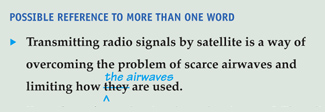 POSSIBLE REFERENCE TO MORE THAN ONE WORD
Transmitting radio signals by satellite is a way of
overcoming the problem of scarce airwaves and
the airwaves
limiting how they are used.